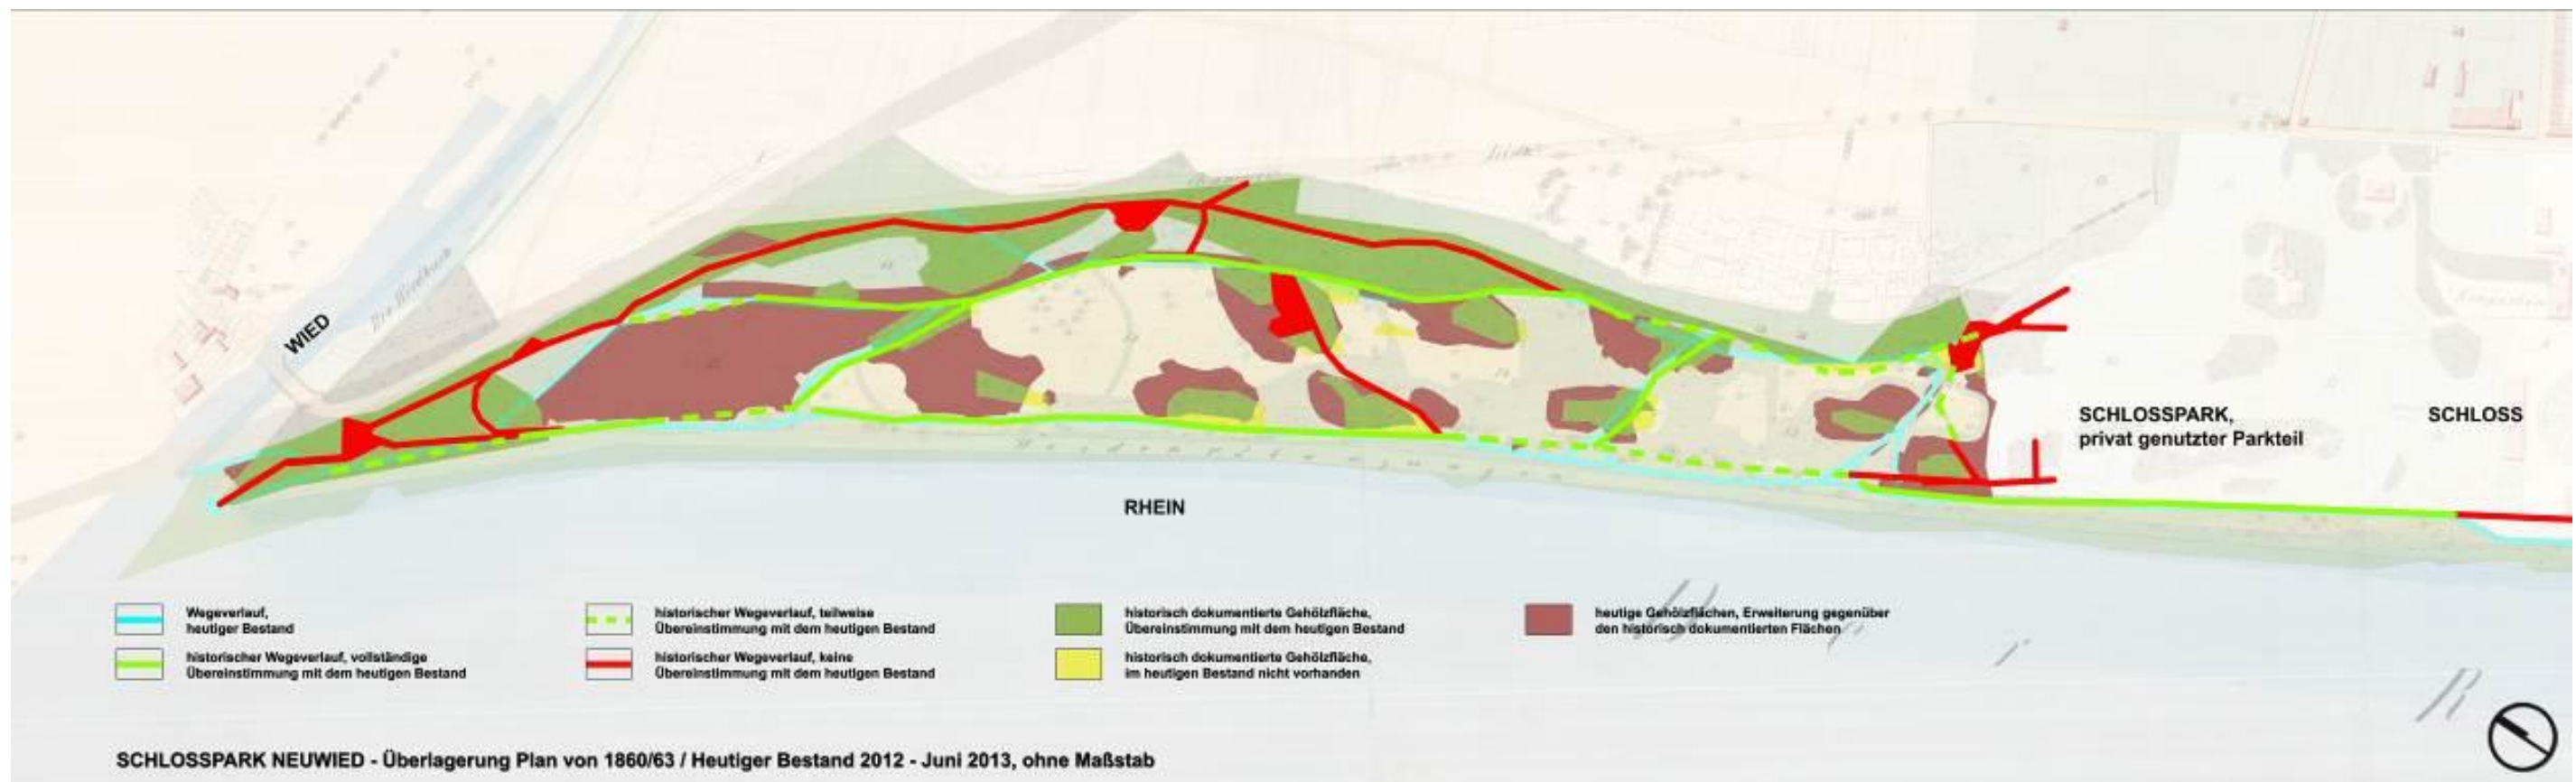 WIED
SCHLOSSPARK,
privat genutzter Parkteil
SCHLOSS
RHEIN
Wegeverlauf,
heutiger Bestand
historischer Wegeverlauf, vollständige
Übereinstimmung mit dem heutigen Bestand
historischer Wegeverlauf, teilweise
Übereinstimmung mit dem heutigen Bestand
historischer Wegeverlauf, keine
Übereinstimmung mit dem heutigen Bestand
historisch dokumentierte Gehölzfläche,
Übereinstimmung mit dem heutigen Bestand
historisch dokumentierte Gehölzfläche,
im heutigen Bestand nicht vorhanden
heutige Gehölzflächen, Erweiterung gegenüber
den historisch dokumentierten Flächen
SCHLOSSPARK NEUWIED - Überlagerung Plan von 1860/63 / Heutiger Bestand 2012 - Juni 2013, ohne Maßstab